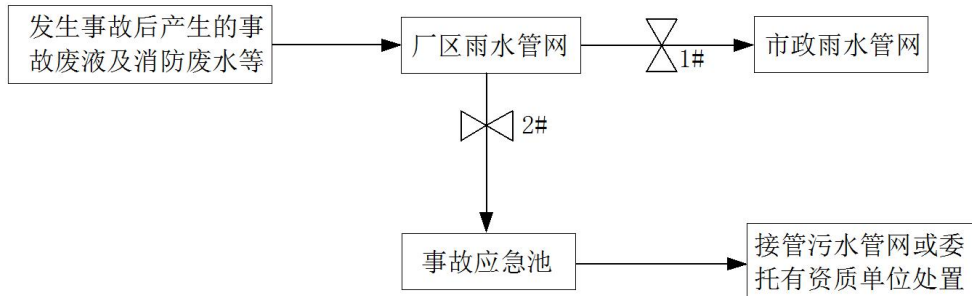 发生事故后产生的事
故废液及消防废水等
厂区雨水管网
1#
市政雨水管网
2#
事故应急池
接管污水管网或委
托有资质单位处置